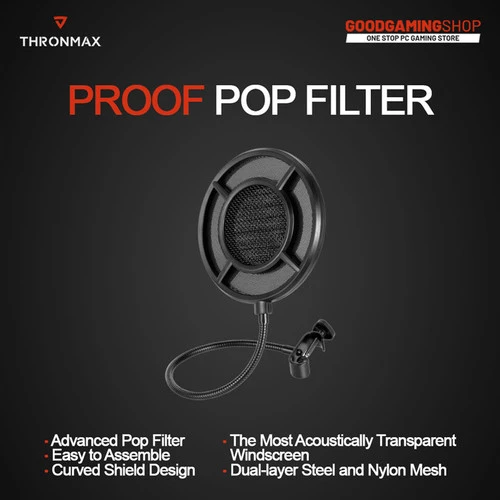 THRONMAX
GOODGAMINGSHOP
ONE STOP PC GAMING STORE
PROOF POP FILTER
• Advanced Pop Filter
• Easy to Assemble
• Curved Shield Design
• The Most Acoustically Transparent
Windscreen
• Dual-layer Steel and Nylon Mesh